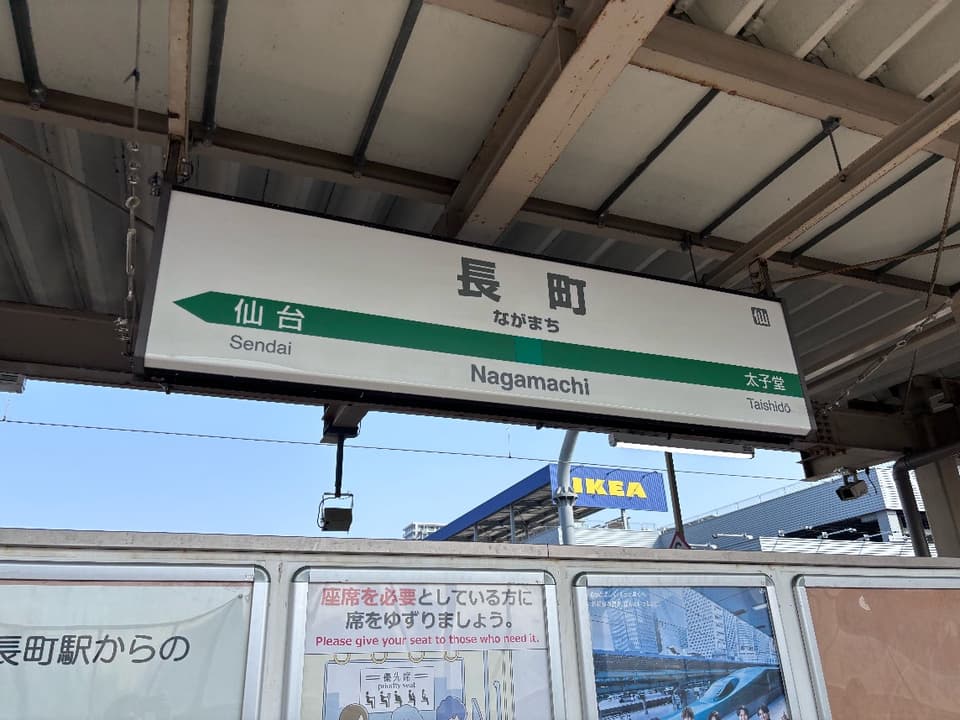 長町
仙
ながまち
仙台
Sendai
Nagamachi
太子堂
Taishidō
IKEA
長町駅からの
座席を必要としている方に
席をゆずりましょう。
Please give your seat to those who need it.
優先席
priority seat